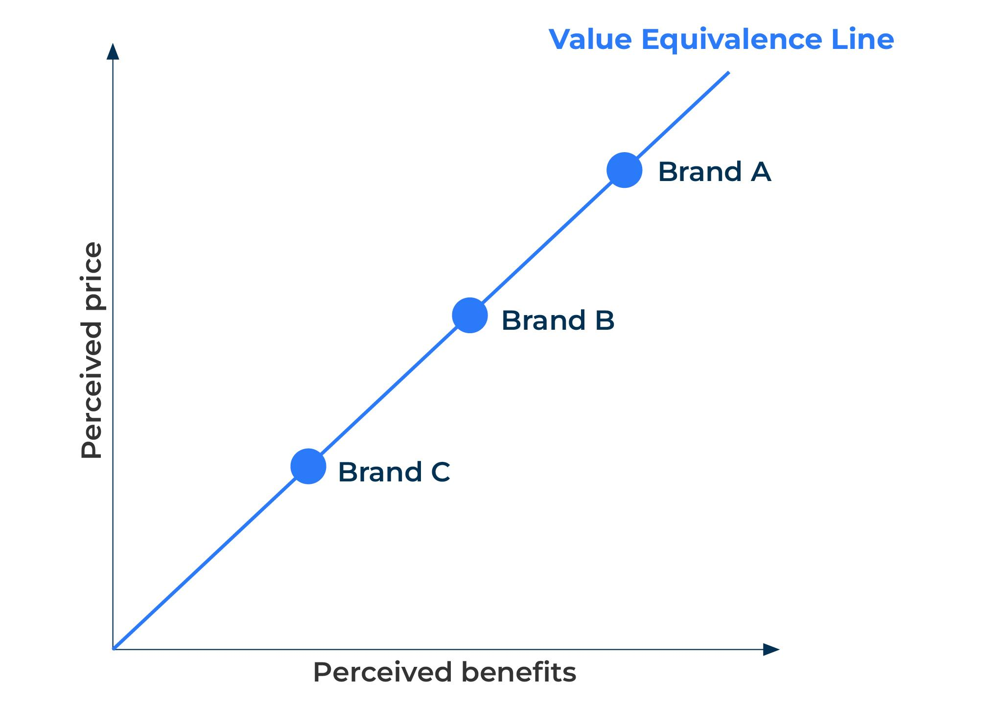 Value Equivalence Line
Brand A
Brand B
Brand C
Perceived price
Perceived benefits